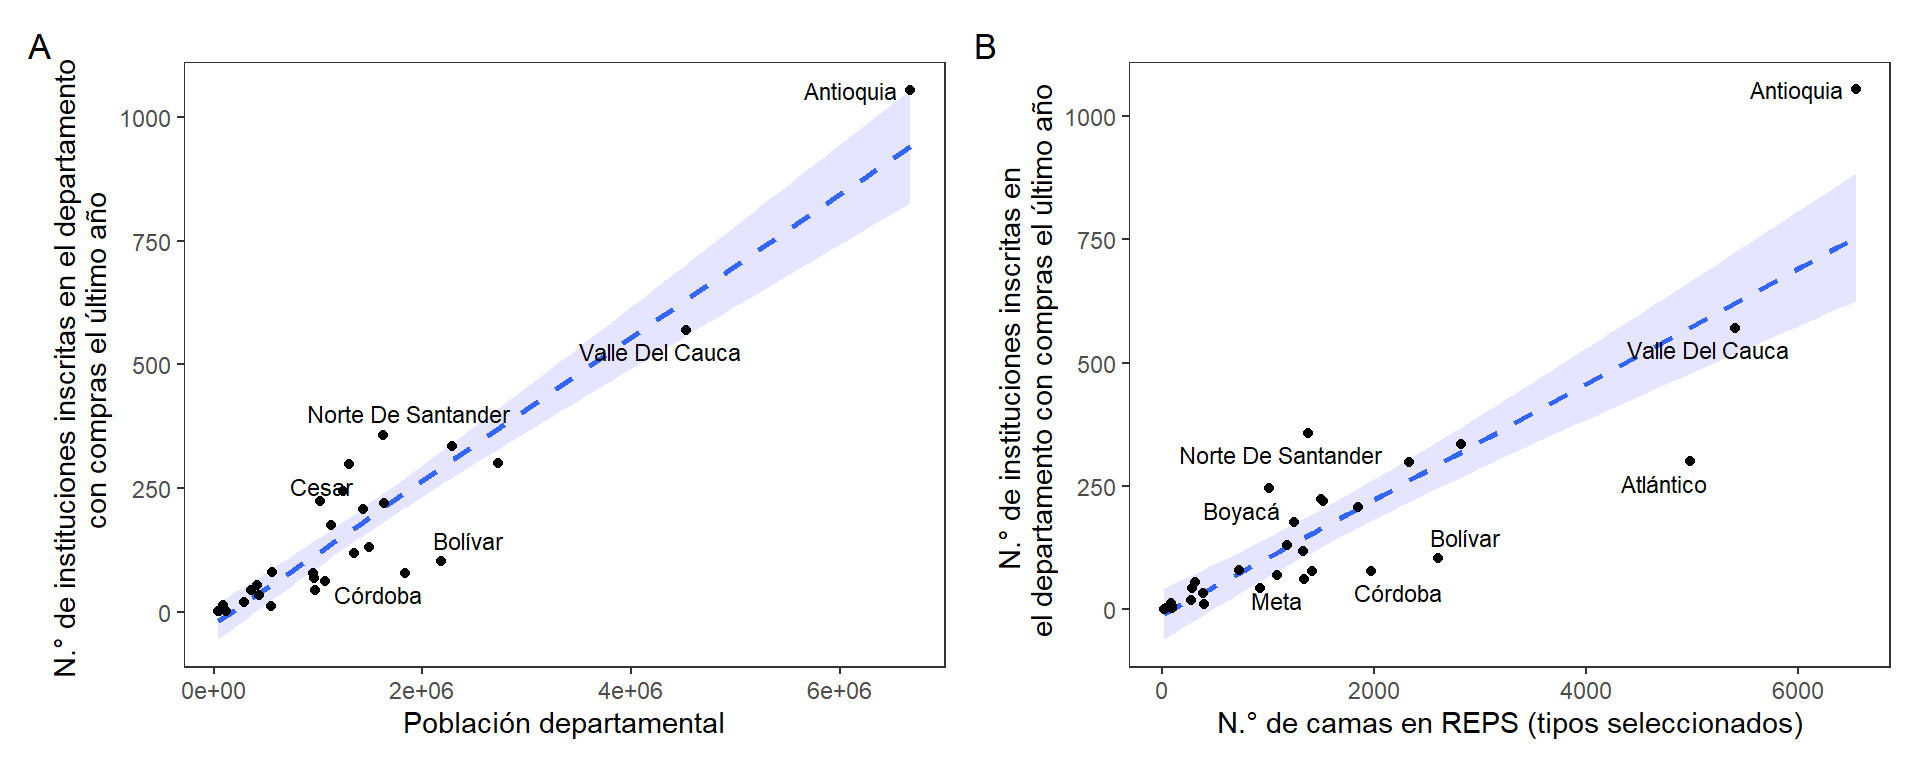 A
N.° de instituciones inscritas en el departamento
con compras el último año
1000
750
500
250
0
Antioquia
Valle Del Cauca
Norte De Santander
Cesar
Bolívar
Córdoba
0e+00
2e+06
4e+06
6e+06
Población departamental
B
N.° de instituciones inscritas en
el departamento con compras el último año
1000
750
500
250
0
Antioquia
Valle Del Cauca
Norte De Santander
Atlántico
Boyacá
Bolívar
Meta
Córdoba
0
2000
4000
6000
N.° de camas en REPS (tipos seleccionados)